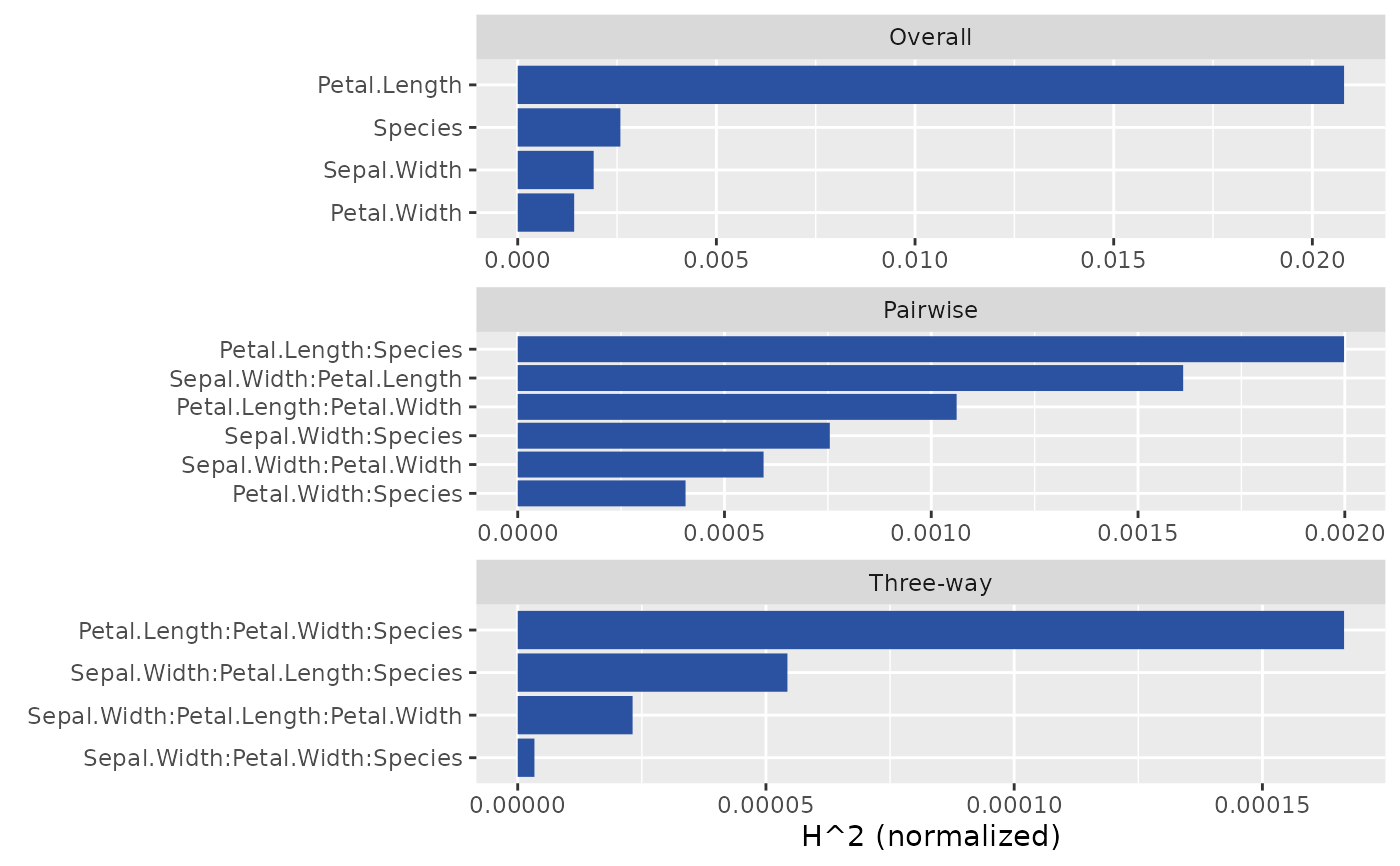 Overall
Petal.Length
Species
Sepal.Width
Petal.Width
0.000 0.005 0.010 0.015 0.020
Pairwise
Petal.Length:Species
Sepal.Width:Petal.Length
Petal.Length:Petal.Width
Sepal.Width:Species
Sepal.Width:Petal.Width
Petal.Width:Species
0.0000 0.0005 0.0010 0.0015 0.0020
Three-way
Petal.Length:Petal.Width:Species
Sepal.Width:Petal.Length:Species
Sepal.Width:Petal.Length:Petal.Width
Sepal.Width:Petal.Width:Species
0.00000 0.00005 0.00010 0.00015
H^2 (normalized)